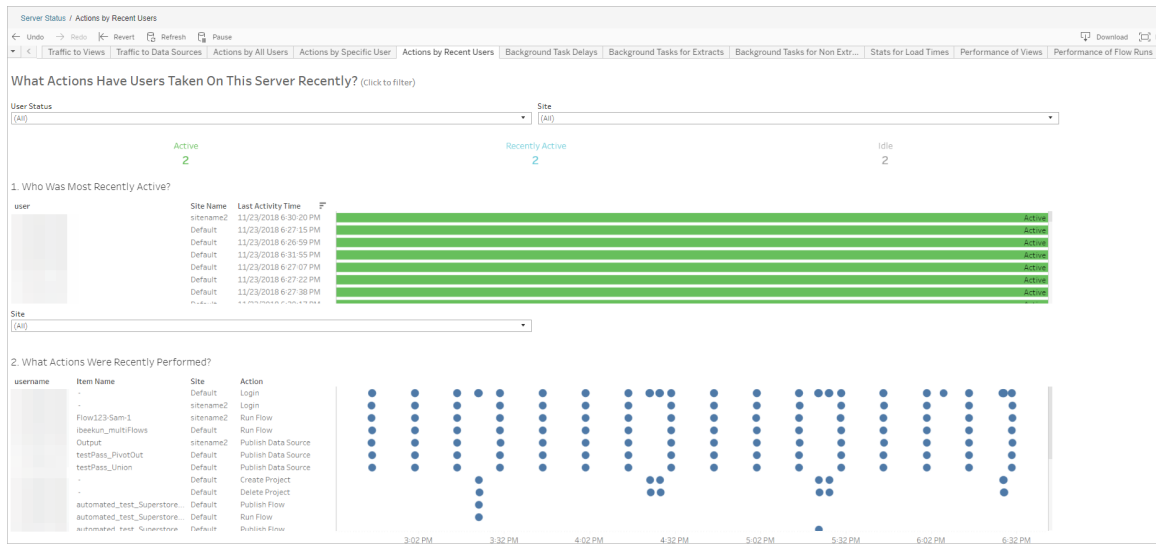 Server Status / Actions by Recent Users
Undo Redo Revert Refresh Pause Download
Traffic to Views Traffic to Data Sources Actions by All Users Actions by Specific User Actions by Recent Users Background Task Delays Background Tasks for Extracts Background Tasks for Non Extr... Stats for Load Times Performance of Views Performance of Flow Runs
What Actions Have Users Taken On This Server Recently? (Click to filter)
User Status Site
(All) (All)
Active Recently Active Idle
2 2 2
1. Who Was Most Recently Active?
user Site Name Last Activity Time
sitename2 11/23/2018 6:30:20 PM Active
Default 11/23/2018 6:27:15 PM Active
Default 11/23/2018 6:26:59 PM Active
Default 11/23/2018 6:31:55 PM Active
Default 11/23/2018 6:27:07 PM Active
Default 11/23/2018 6:27:22 PM Active
Default 11/23/2018 6:27:38 PM Active
Site
(All)
2. What Actions Were Recently Performed?
username Item Name Site Action
- Default Login
- sitename2 Login
Flow123-Sam-1 sitename2 Run Flow
ibeekun_multiFlows Default Run Flow
Output sitename2 Publish Data Source
testPass_PivotOut Default Publish Data Source
testPass_Union Default Publish Data Source
- Default Create Project
- Default Delete Project
automated_test_Superstore... Default Publish Flow
automated_test_Superstore... Default Run Flow
automated_test_Superstore... Default Publish Flow
3:02 PM 3:32 PM 4:02 PM 4:32 PM 5:02 PM 5:32 PM 6:02 PM 6:32 PM